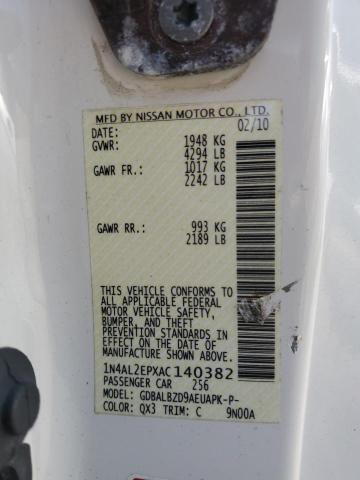 MFD BY NISSAN MOTOR CO., LTD.
DATE: 02/10
GVWR: 1948 KG
4294 LB
GAWR FR.: 1017 KG
2242 LB
GAWR RR.: 993 KG
2189 LB
THIS VEHICLE CONFORMS TO
ALL APPLICABLE FEDERAL
MOTOR VEHICLE SAFETY,
BUMPER, AND THEFT
PREVENTION STANDARDS IN
EFFECT ON THE DATE OF
MANUFACTURE SHOWN ABOVE.
1N4AL2EPXAC140382
PASSENGER CAR 256
MODEL: GDBALBZD9AEUAPK-P-
COLOR: QX3 TRIM: C 9N00A